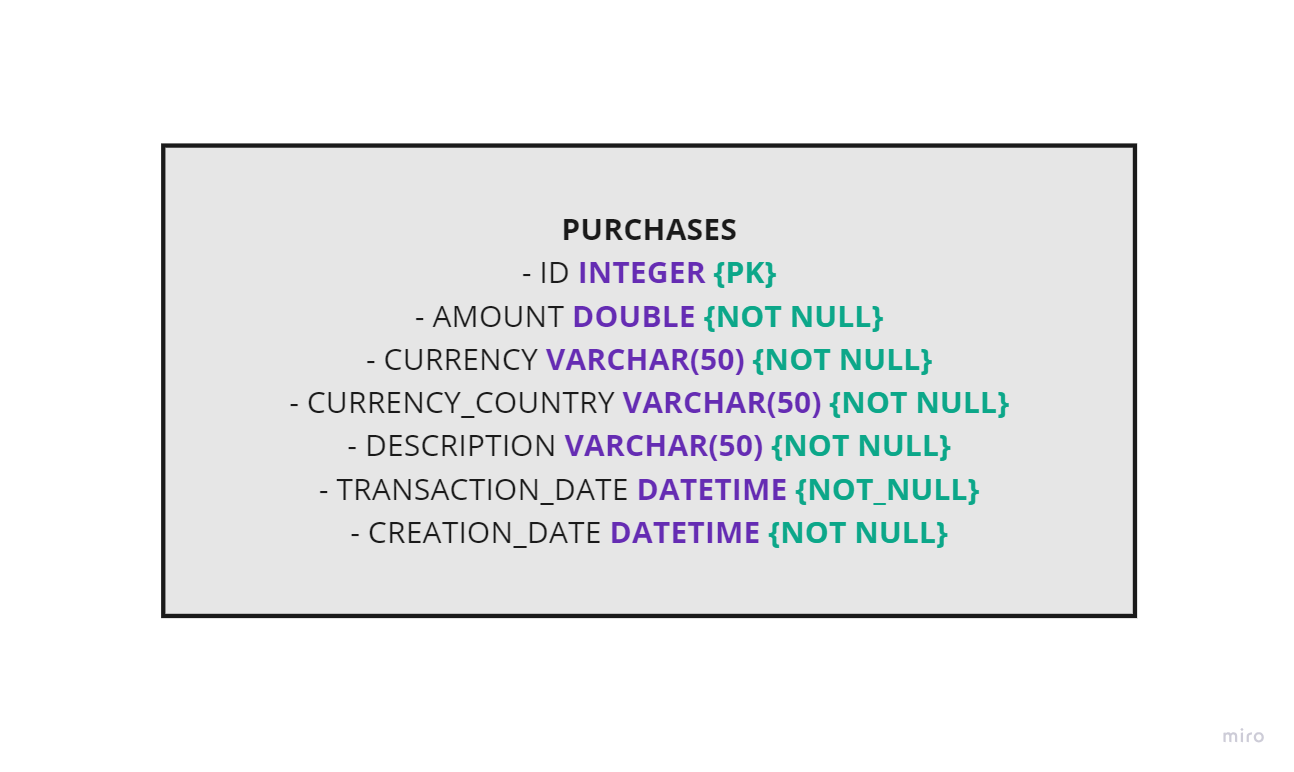 PURCHASES
- ID INTEGER {PK}
- AMOUNT DOUBLE {NOT NULL}
- CURRENCY VARCHAR(50) {NOT NULL}
- CURRENCY_COUNTRY VARCHAR(50) {NOT NULL}
- DESCRIPTION VARCHAR(50) {NOT NULL}
- TRANSACTION_DATE DATETIME {NOT_NULL}
- CREATION_DATE DATETIME {NOT NULL}
miro